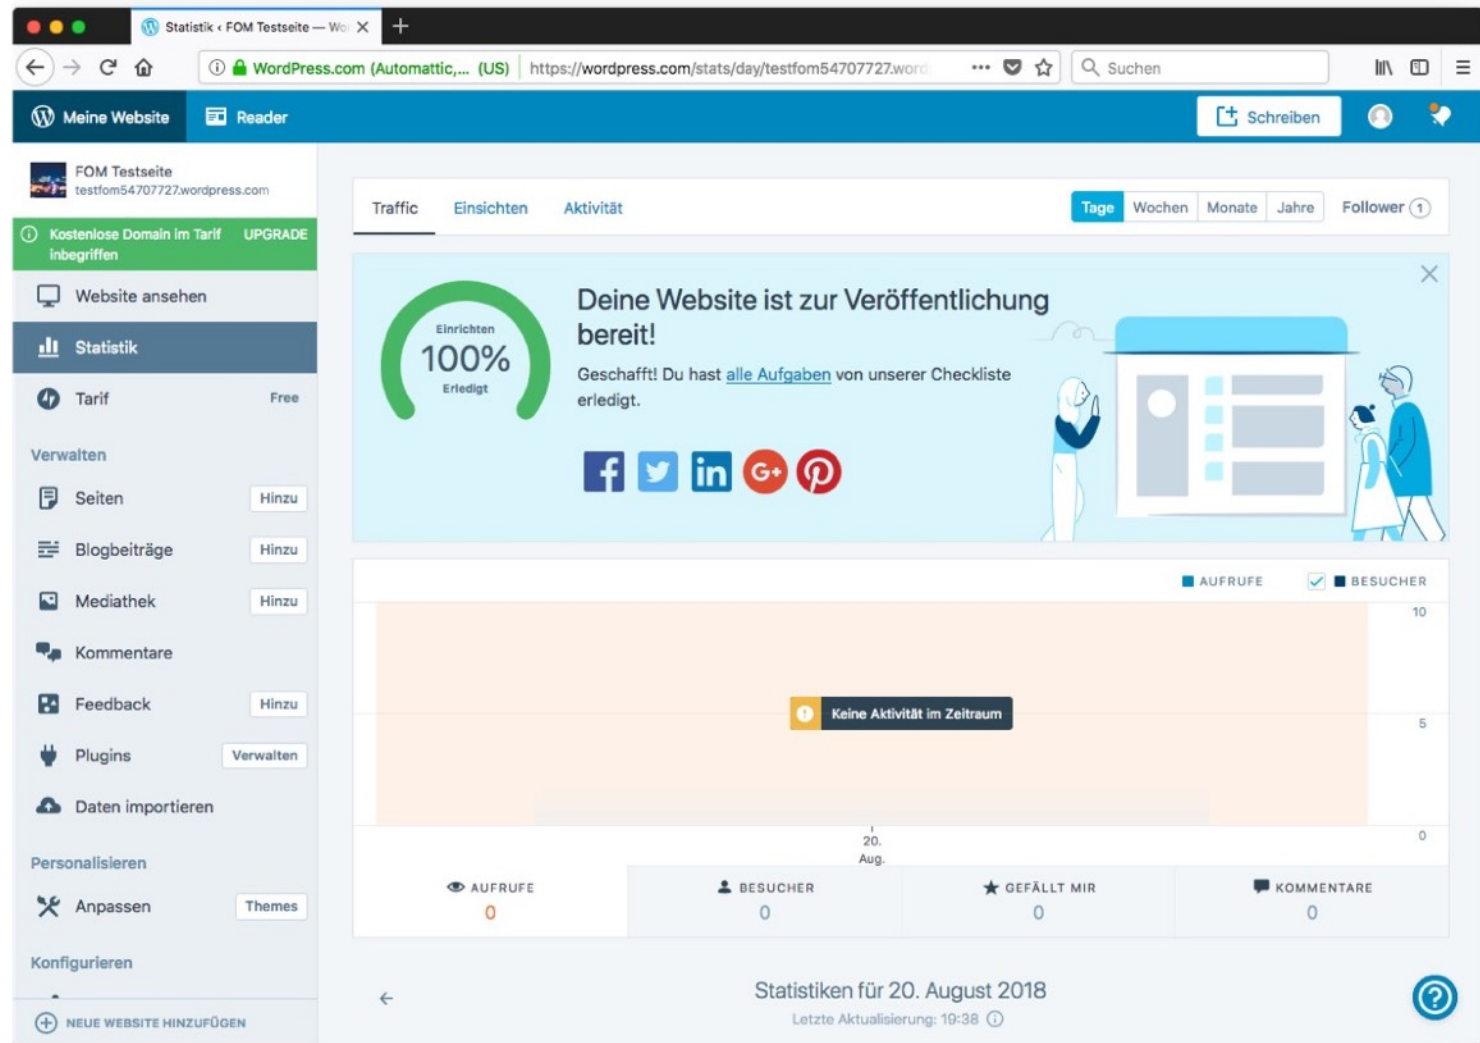 Statistik ‹ FOM Testseite — Wo
WordPress.com (Automattic,... (US)
https://wordpress.com/stats/day/testfom54707727.word
Suchen
Meine Website
Reader
Schreiben
FOM Testseite
testfom54707727.wordpress.com
Kostenlose Domain im Tarif inbegriffen
UPGRADE
Website ansehen
Statistik
Tarif Free
Verwalten
Seiten Hinzu
Blogbeiträge Hinzu
Mediathek Hinzu
Kommentare
Feedback Hinzu
Plugins Verwalten
Daten importieren
Personalisieren
Anpassen Themes
Konfigurieren
NEUE WEBSITE HINZUFÜGEN
Traffic Einsichten Aktivität
Tage Wochen Monate Jahre Follower 1
Einrichten
100%
Erledigt
Deine Website ist zur Veröffentlichung
bereit!
Geschafft! Du hast alle Aufgaben von unserer Checkliste
erledigt.
f in G+
AUFRUFE BESUCHER
10
Keine Aktivität im Zeitraum
5
0
20.
Aug.
AUFRUFE BESUCHER GEFÄLLT MIR KOMMENTARE
0 0 0 0
Statistiken für 20. August 2018
Letzte Aktualisierung: 19:38